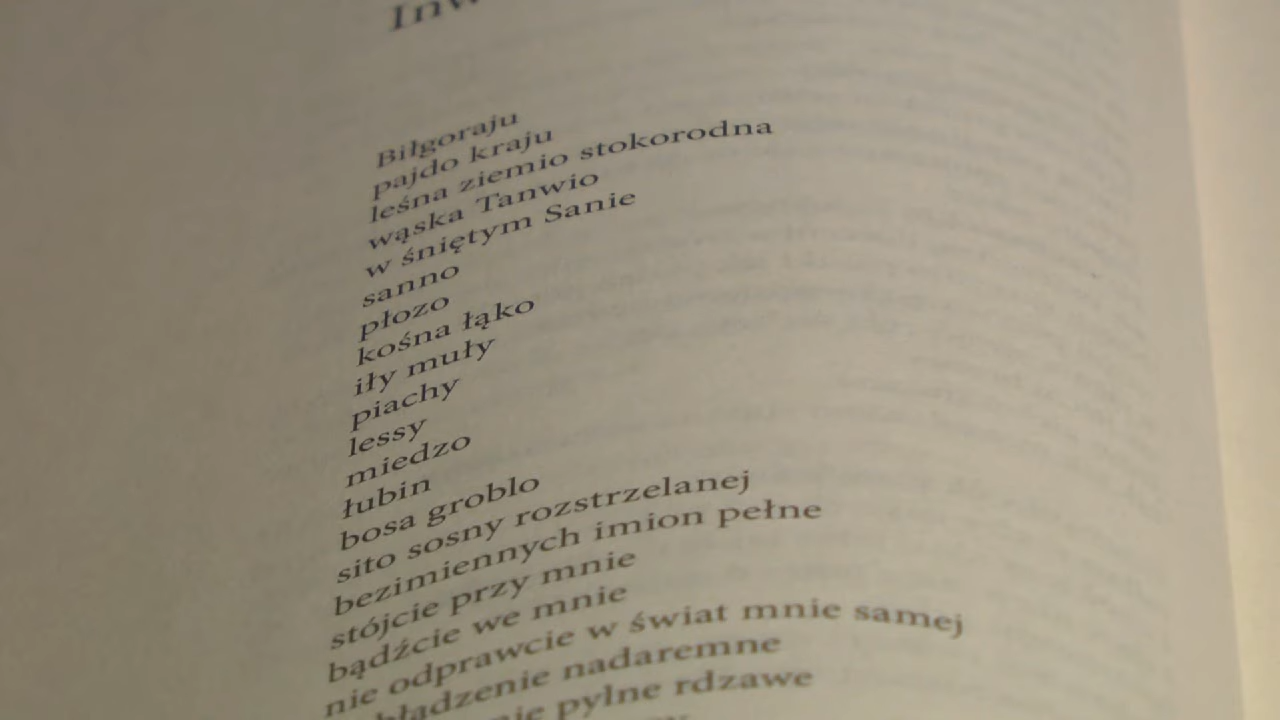 Biłgoraju
pajdo kraju
leśna ziemio stokorodna
wąska Tanwio
w śniętym Sanie
sanno
płozo
kośna łąko
iły muły
piachy
lessy
miedzo
łubin
bosa groblo
sito sosny rozstrzelanej
bezimiennych imion pełne
stójcie przy mnie
bądźcie we mnie
nie odprawcie w świat mnie samej
nadaremne
pylne rdzawe